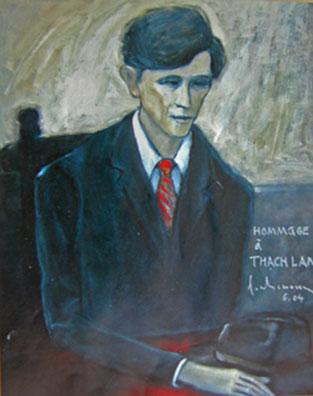 HOMMAGE
à
THACH LAM
6.04